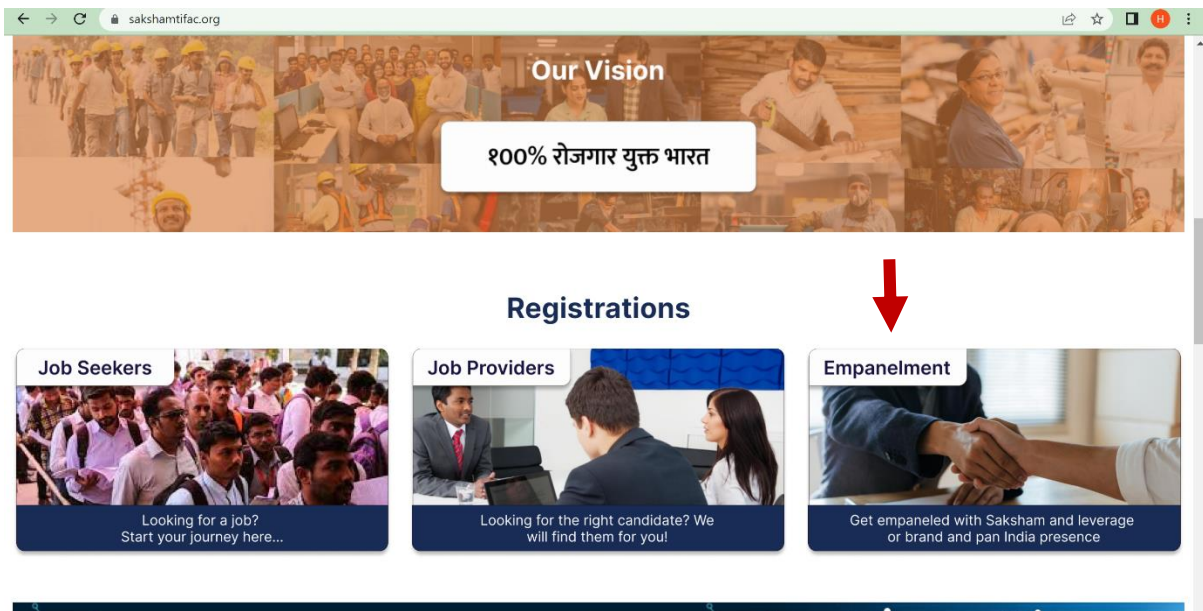 sakshamtifac.org
H
Our Vision
१००% रोजगार युक्त भारत
Registrations
Job Seekers
Looking for a job?
Start your journey here...
Job Providers
Looking for the right candidate? We
will find them for you!
Empanelment
Get empaneled with Saksham and leverage
or brand and pan India presence